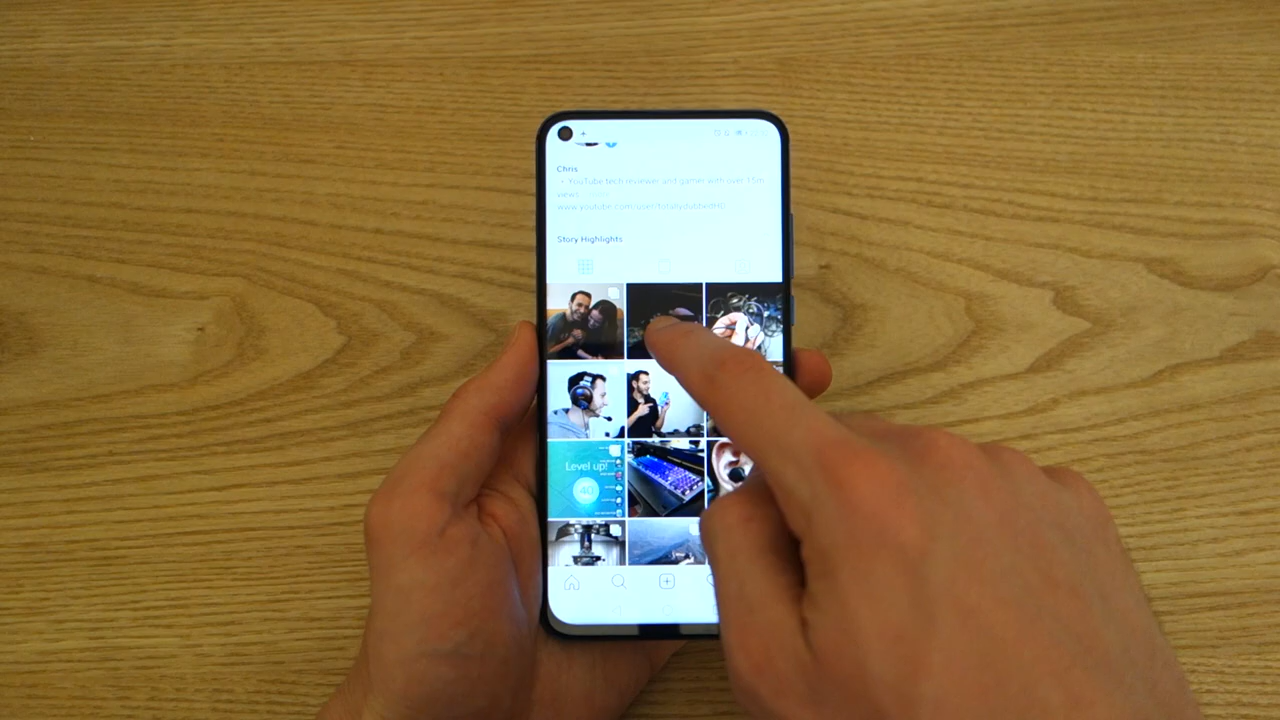 Chris
• YouTube tech reviewer and gamer with over 15m
views
www.youtube.com/user/totallydubbedHD
Story Highlights
Level up!
40